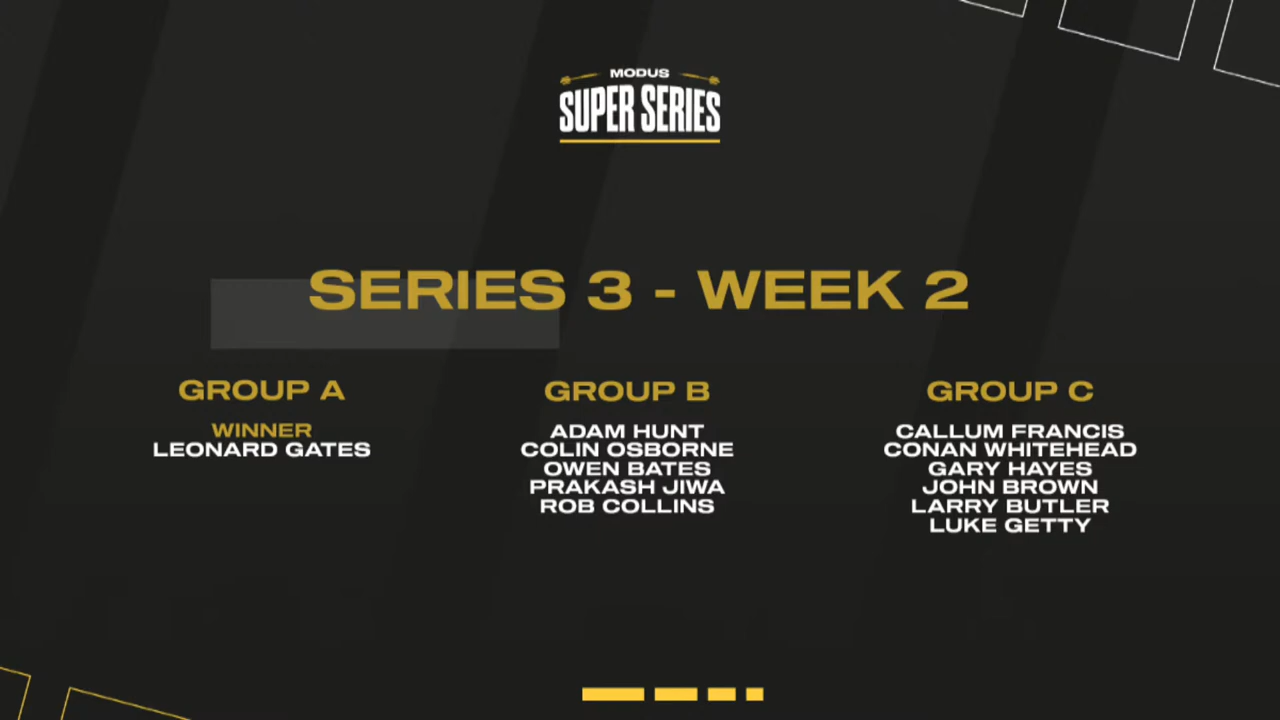 MODUS
SUPER SERIES
SERIES 3 - WEEK 2
GROUP A
WINNER
LEONARD GATES
GROUP B
ADAM HUNT
COLIN OSBORNE
OWEN BATES
PRAKASH JIWA
ROB COLLINS
GROUP C
CALLUM FRANCIS
CONAN WHITEHEAD
GARY HAYES
JOHN BROWN
LARRY BUTLER
LUKE GETTY